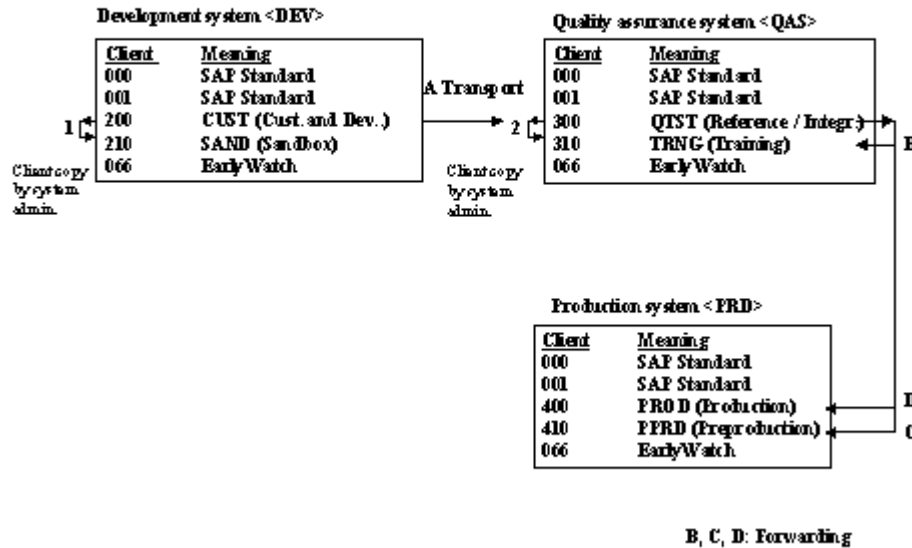 Development system <DEV>
Client Meaning
000 SAP Standard
001 SAP Standard
200 CUST (Cust. and Dev..)
210 SAND (Sandbox)
066 EarlyWatch
1
Client copy
by system
admin.
A Transport
Quality assurance system <QAS>
Client Meaning
000 SAP Standard
001 SAP Standard
300 QTST (Reference / Integr.)
310 TRNG (Training)
066 EarlyWatch
2
Client copy
by system
admin.
Production system <PRD>
Client Meaning
000 SAP Standard
001 SAP Standard
400 PROD (Production)
410 PPRD (Preproduction)
066 EarlyWatch
B, C, D: Forwarding